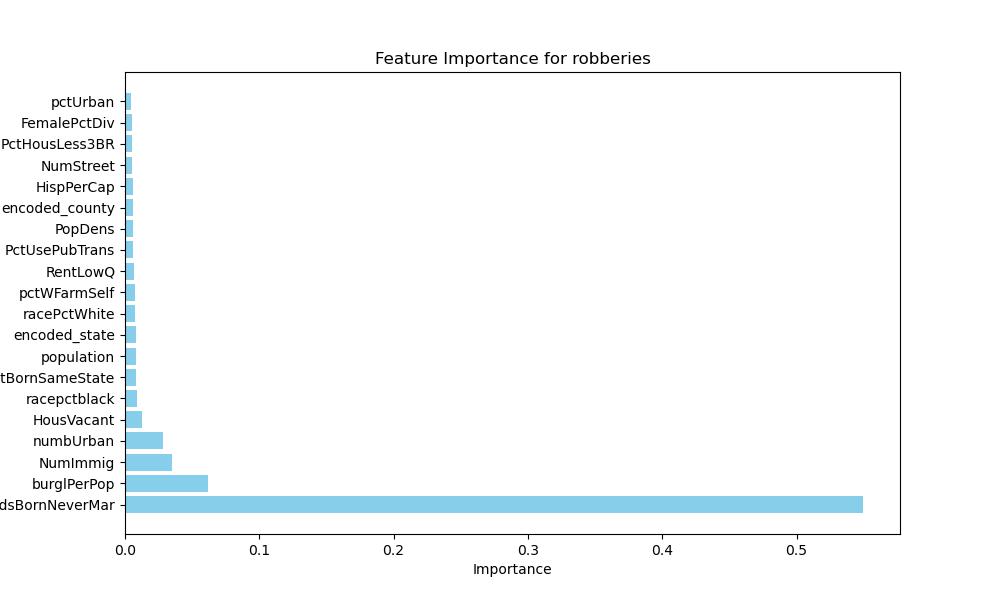 Feature Importance for robberies
pctUrban
FemalePctDiv
PctHousLess3BR
NumStreet
HispPerCap
encoded_county
PopDens
PctUsePubTrans
RentLowQ
pctWFarmSelf
racePctWhite
encoded_state
population
tBornSameState
racepctblack
HousVacant
numbUrban
NumImmig
burglPerPop
dsBornNeverMar
0.0 0.1 0.2 0.3 0.4 0.5
Importance